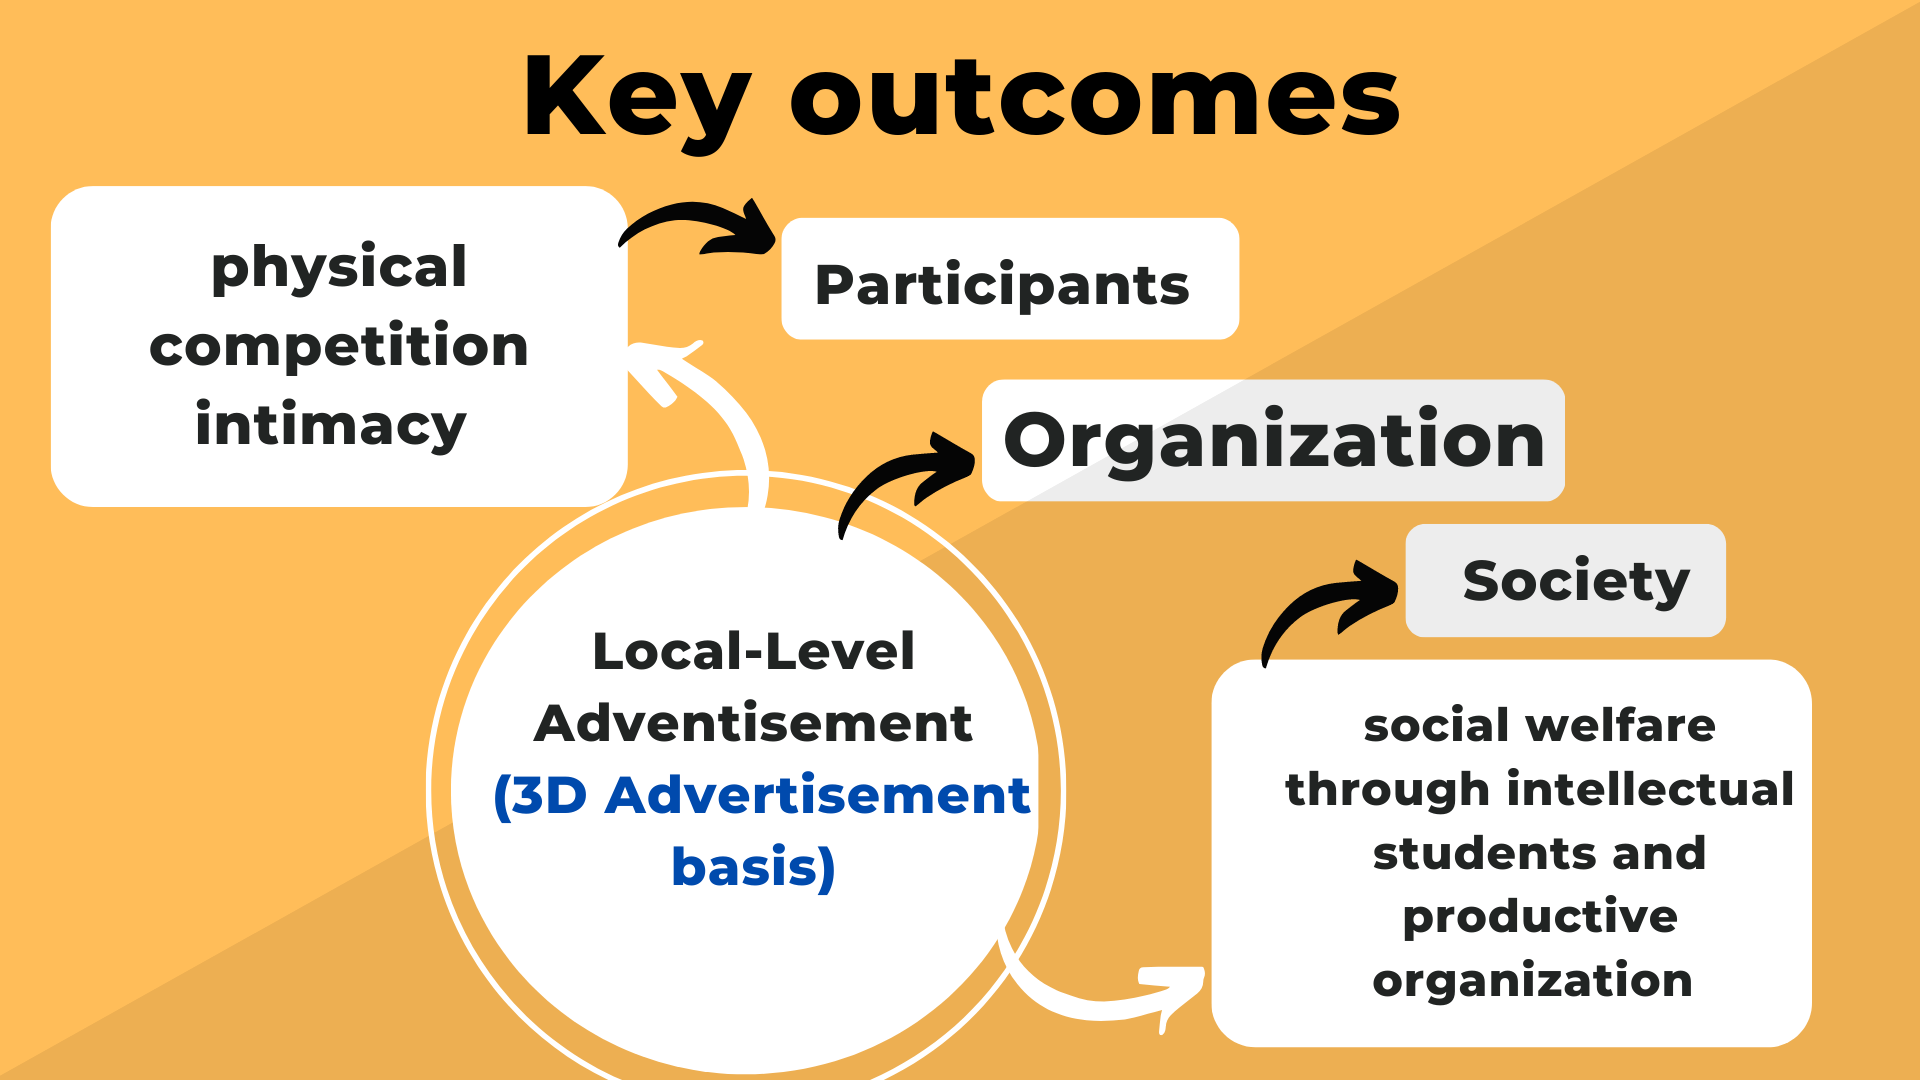 Key outcomes
physical
competition
intimacy
Participants
Organization
Society
Local-Level
Adventisement
(3D Advertisement
basis)
social welfare
through intellectual
students and
productive
organization